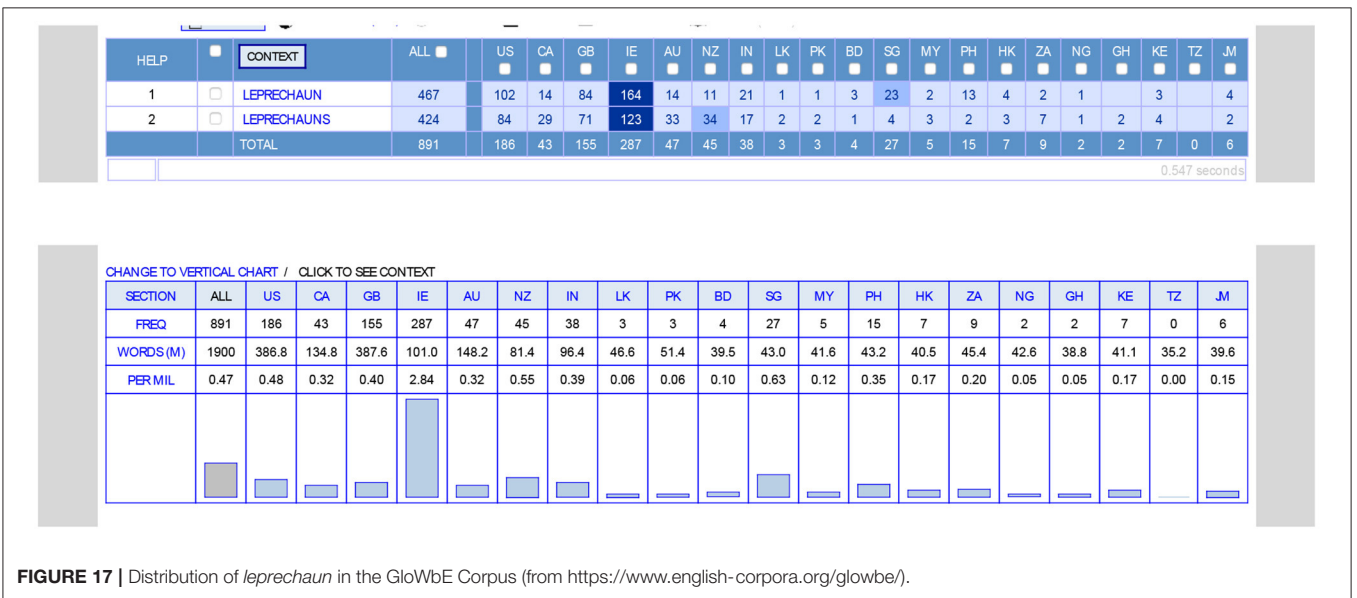 HELP CONTEXT ALL US CA GB IE AU NZ IN LK PK BD SG MY PH HK ZA NG GH KE TZ JM
1 LEPRECHAUN 467 102 14 84 164 14 11 21 1 1 3 23 2 13 4 2 1 3 4
2 LEPRECHAUNS 424 84 29 71 123 33 34 17 2 2 1 4 3 2 3 7 1 2 4 2
TOTAL 891 186 43 155 287 47 45 38 3 3 4 27 5 15 7 9 2 2 7 0 6
0.547 seconds
CHANGE TO VERTICAL CHART / CLICK TO SEE CONTEXT
SECTION ALL US CA GB IE AU NZ IN LK PK BD SG MY PH HK ZA NG GH KE TZ JM
FREQ 891 186 43 155 287 47 45 38 3 3 4 27 5 15 7 9 2 2 7 0 6
WORDS (M) 1900 386.8 134.8 387.6 101.0 148.2 81.4 96.4 46.6 51.4 39.5 43.0 41.6 43.2 40.5 45.4 42.6 38.8 41.1 35.2 39.6
PER MIL 0.47 0.48 0.32 0.40 2.84 0.32 0.55 0.39 0.06 0.06 0.10 0.63 0.12 0.35 0.17 0.20 0.05 0.05 0.17 0.00 0.15
FIGURE 17 | Distribution of leprechaun in the GloWbE Corpus (from https://www.english-corpora.org/glowbe/).